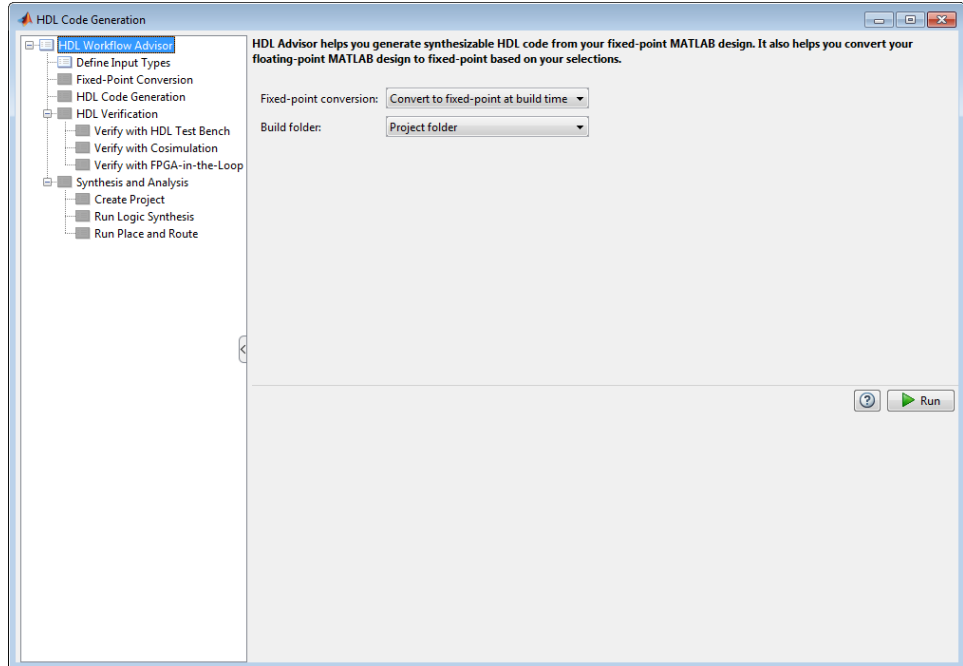 HDL Code Generation
HDL Workflow Advisor
Define Input Types
Fixed-Point Conversion
HDL Code Generation
HDL Verification
Verify with HDL Test Bench
Verify with Cosimulation
Verify with FPGA-in-the-Loop
Synthesis and Analysis
Create Project
Run Logic Synthesis
Run Place and Route
HDL Advisor helps you generate synthesizable HDL code from your fixed-point MATLAB design. It also helps you convert your
floating-point MATLAB design to fixed-point based on your selections.
Fixed-point conversion: Convert to fixed-point at build time
Build folder: Project folder
Run